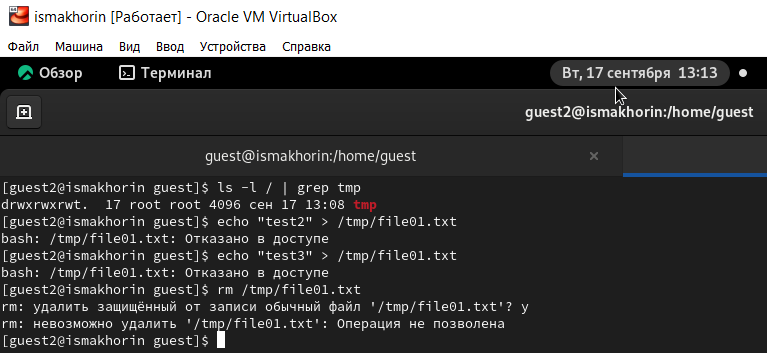 ismakhorin [Работает] - Oracle VM VirtualBox
Файл Машина Вид Ввод Устройства Справка
Обзор Терминал Вт, 17 сентября 13:13
guest2@ismakhorin:/home/guest
guest@ismakhorin:/home/guest ×
[guest2@ismakhorin guest]$ ls -l / | grep tmp
drwxrwxrwt. 17 root root 4096 сен 17 13:08 tmp
[guest2@ismakhorin guest]$ echo "test2" > /tmp/file01.txt
bash: /tmp/file01.txt: Отказано в доступе
[guest2@ismakhorin guest]$ echo "test3" > /tmp/file01.txt
bash: /tmp/file01.txt: Отказано в доступе
[guest2@ismakhorin guest]$ rm /tmp/file01.txt
rm: удалить защищённый от записи обычный файл '/tmp/file01.txt'? y
rm: невозможно удалить '/tmp/file01.txt': Операция не позволена
[guest2@ismakhorin guest]$